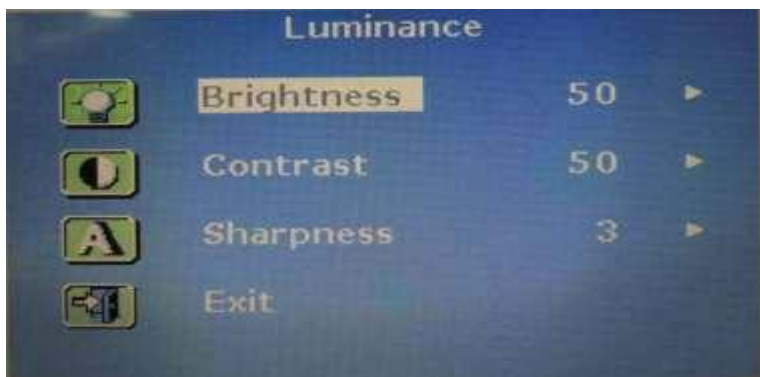 Luminance
Brightness 50 ►
Contrast 50 ►
Sharpness 3 ►
Exit